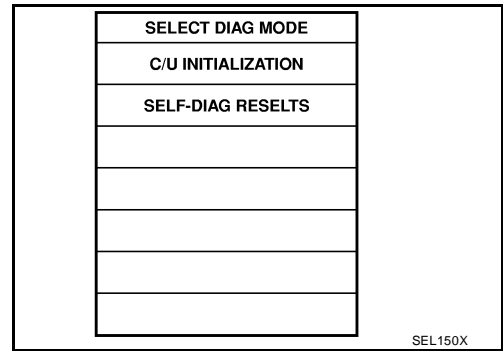 SELECT DIAG MODE
C/U INITIALIZATION
SELF-DIAG RESELTS
SEL150X